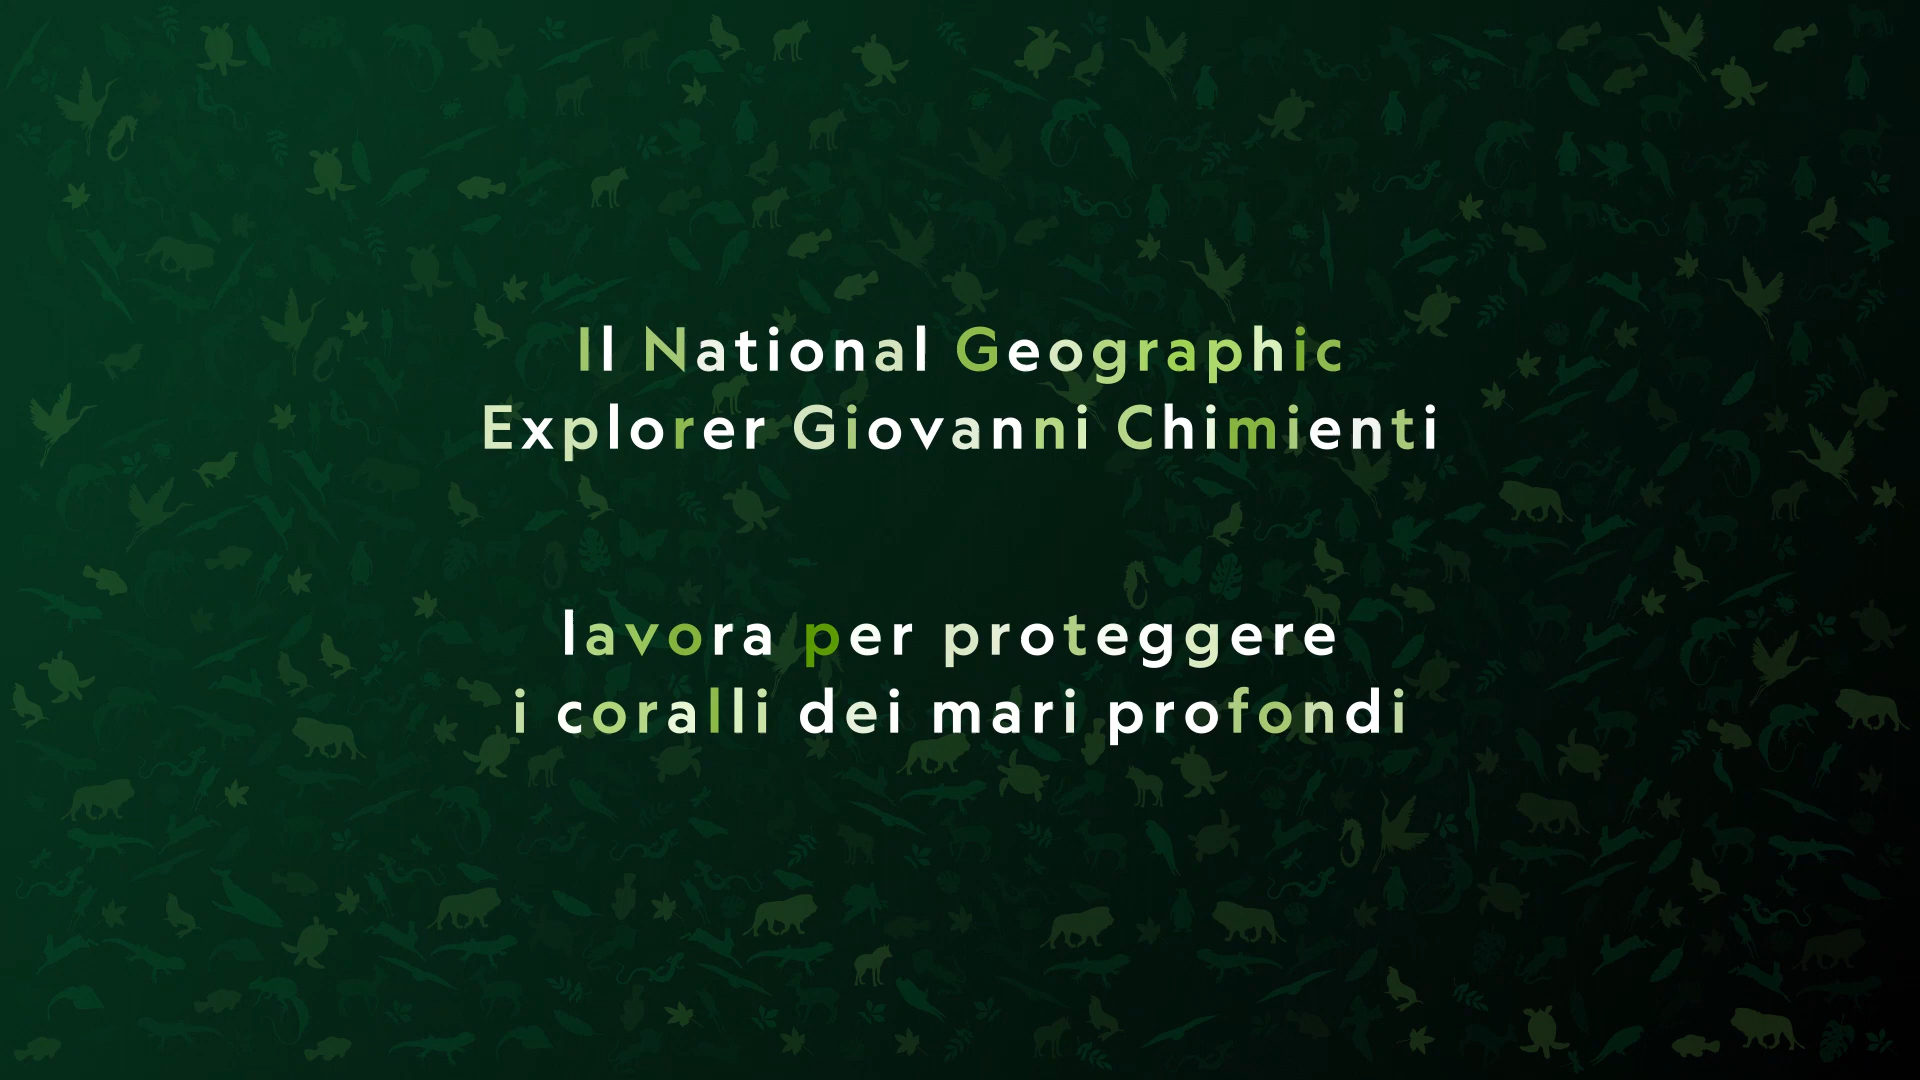 Il National Geographic
Explorer Giovanni Chimienti
lavora per proteggere
i coralli dei mari profondi